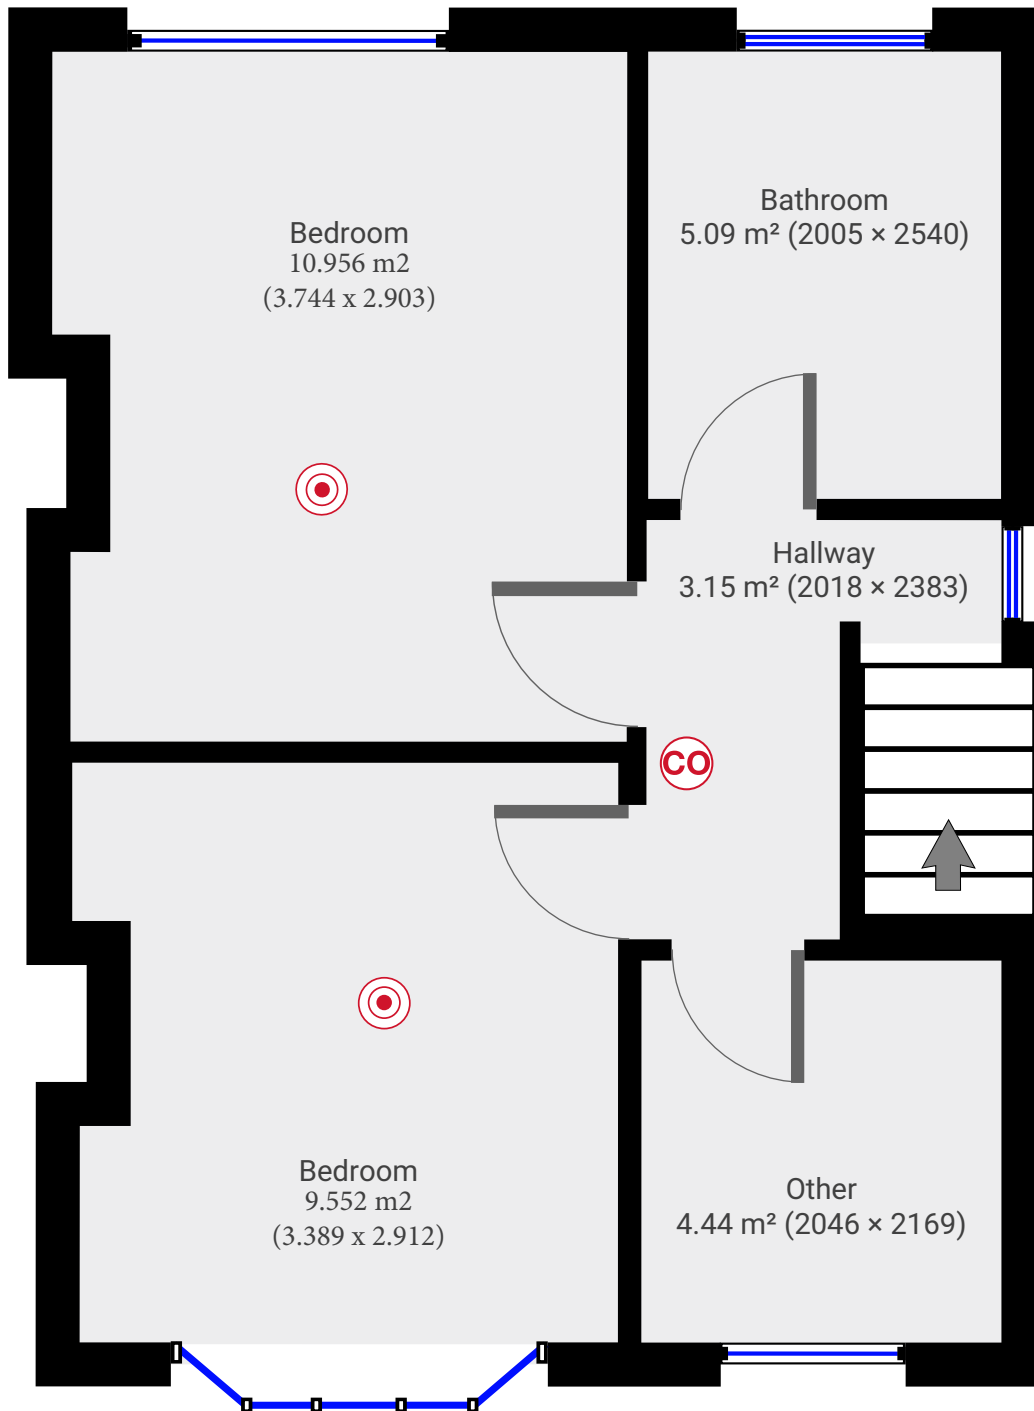 Bedroom
10.956 m2
(3.744 x 2.903)
Bathroom
5.09 m² (2005 × 2540)
Hallway
3.15 m² (2018 × 2383)
CO
Bedroom
9.552 m2
(3.389 x 2.912)
Other
4.44 m² (2046 × 2169)